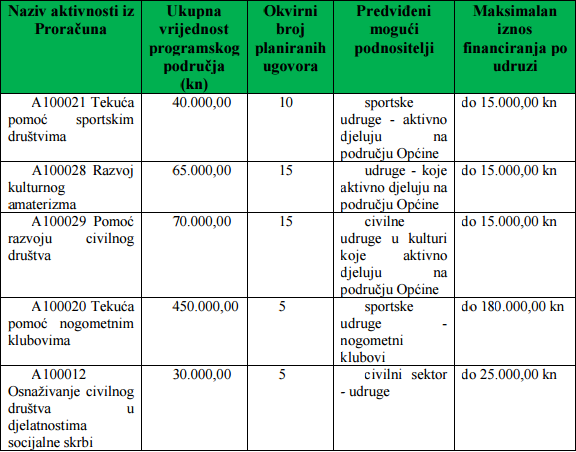 Naziv aktivnosti iz
Proračuna
Ukupna
vrijednost
programskog
područja
(kn)
Okvirni
broj
planiranih
ugovora
Predviđeni
mogući
podnositelji
Maksimalan
iznos
financiranja po
udruzi
A100021 Tekuća
pomoć sportskim
društvima
40.000,00
10
sportske
udruge - aktivno
djeluju na
području Općine
do 15.000,00 kn
A100028 Razvoj
kulturnog
amaterizma
65.000,00
15
udruge - koje
aktivno djeluju na
području Općine
do 15.000,00 kn
A100029 Pomoć
razvoju civilnog
društva
70.000,00
15
civilne
udruge u kulturi
koje aktivno
djeluju na
području Općine
do 15.000,00 kn
A100020 Tekuća
pomoć nogometnim
klubovima
450.000,00
5
sportske
udruge -
nogometni
klubovi
do 180.000,00 kn
A100012
Osnaživanje civilnog
društva u
djelatnostima
socijalne skrbi
30.000,00
5
civilni sektor
- udruge
do 25.000,00 kn